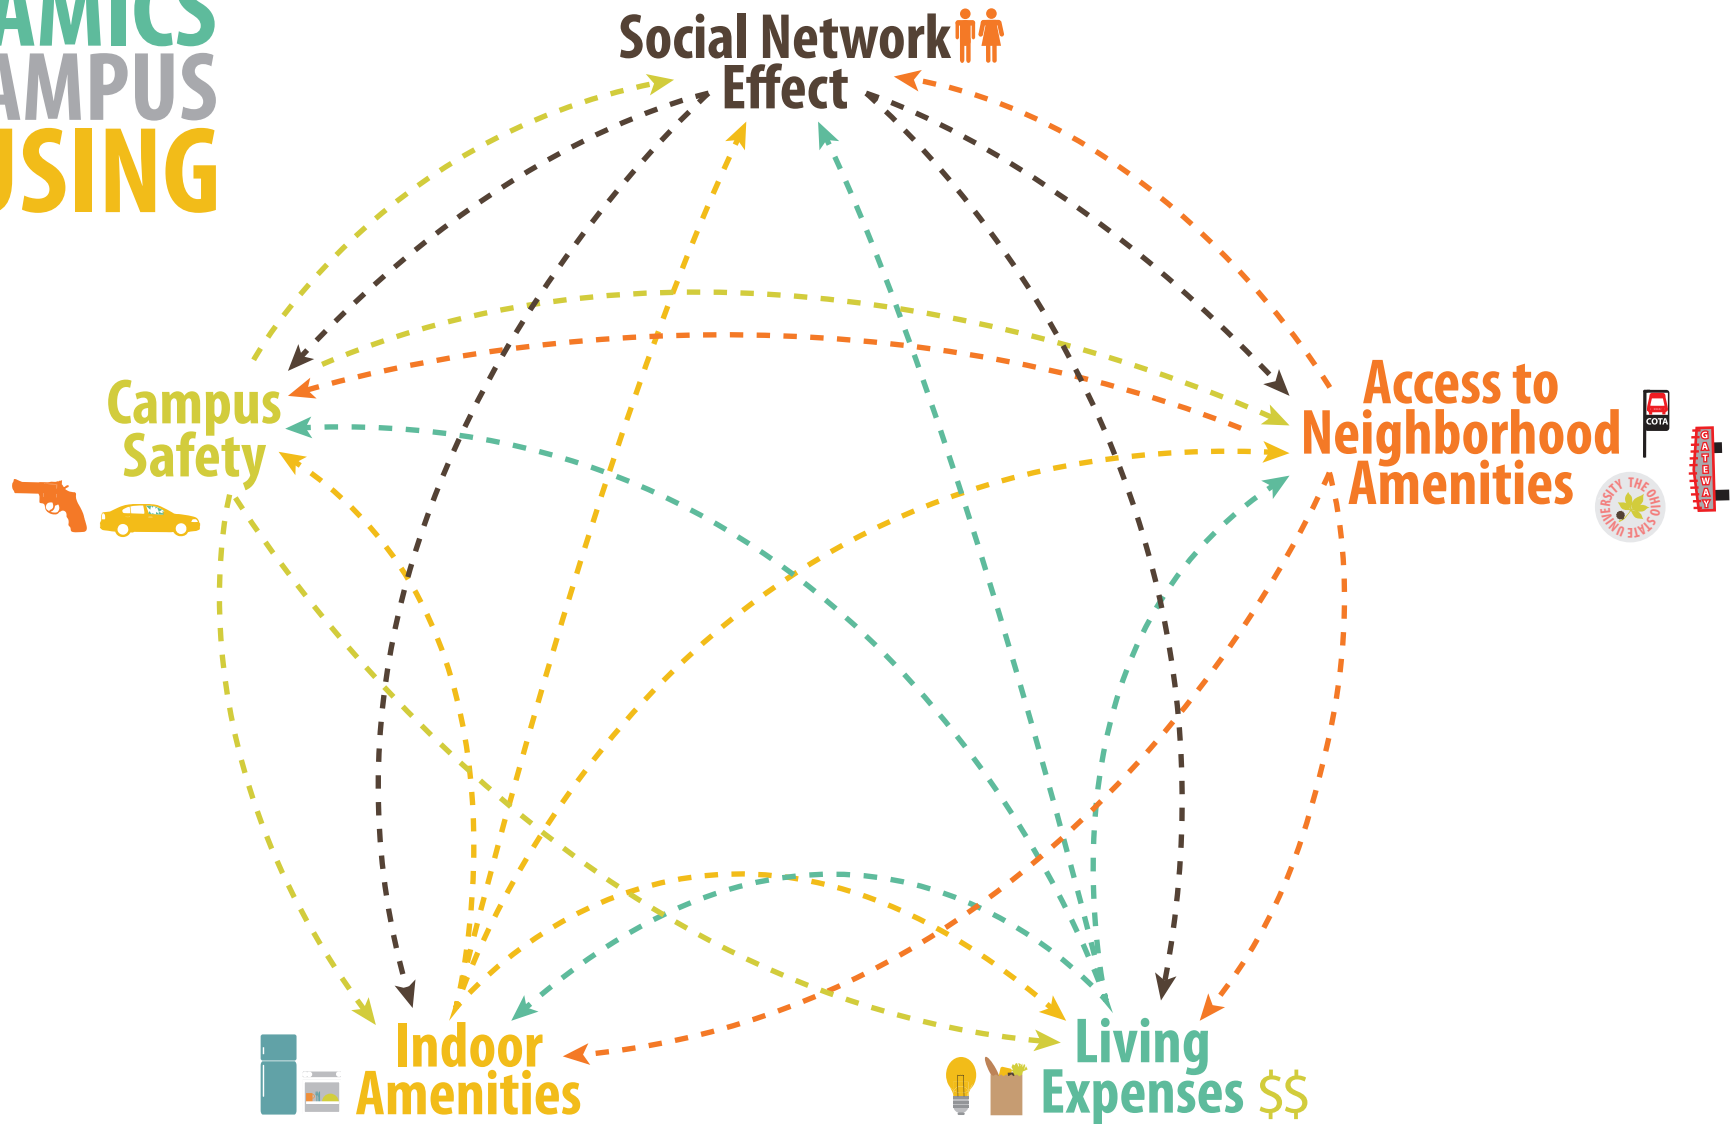 AMICS
AMPUS
USING
Social Network
Effect
Campus
Safety
Access to
Neighborhood
Amenities
COTA
GATEWAY
THE OHIO STATE UNIVERSITY
Indoor
Amenities
Living
Expenses $$